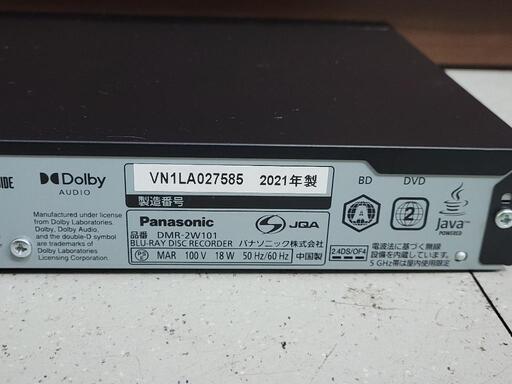 IDE
Dolby
AUDIO
Manufactured under license
from Dolby Laboratories.
Dolby, Dolby Audio,
and the double-D symbol
are trademarks of
Dolby Laboratories
Licensing Corporation.
VN1LA027585 2021年製
製造番号
Panasonic
JQA
品番 DMR-2W101
BLU-RAY DISC RECORDER パナソニック株式会社
MAR 100 V 18 W 50 Hz/60 Hz 中国製
BD DVD
A 2
Java
POWERED
2.4DS/OF4
電波法に基づく無線
設備を内蔵しています。
5 GHz帯は屋内使用限定